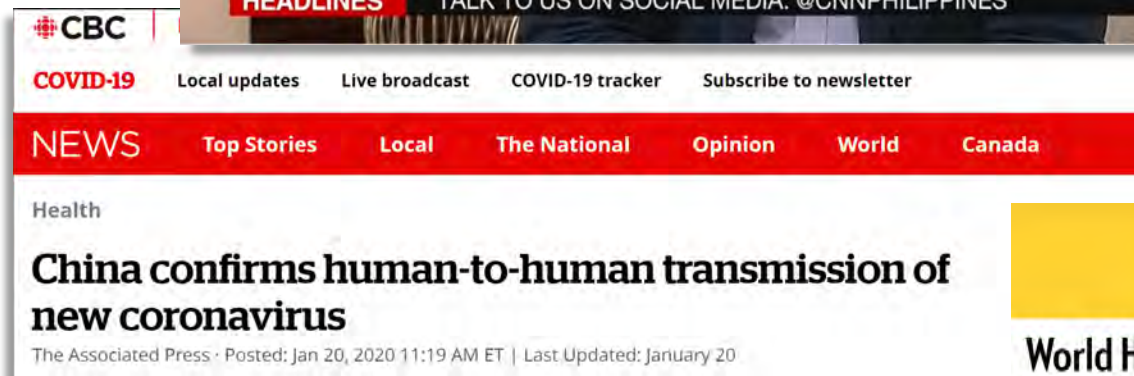 HEADLINES TALK TO US ON SOCIAL MEDIA: @CNNPHILIPPINES
CBC
COVID-19 Local updates Live broadcast COVID-19 tracker Subscribe to newsletter
NEWS Top Stories Local The National Opinion World Canada
Health
China confirms human-to-human transmission of
new coronavirus
The Associated Press · Posted: Jan 20, 2020 11:19 AM ET | Last Updated: January 20
World H